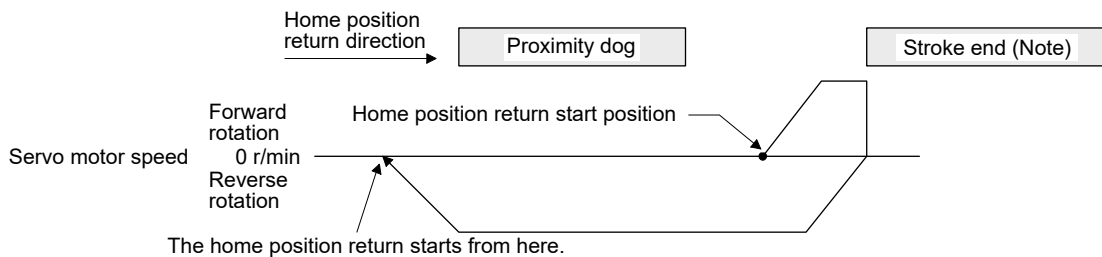 Home position
return direction
Proximity dog
Stroke end (Note)
Forward
rotation
Home position return start position
Servo motor speed
0 r/min
Reverse
rotation
The home position return starts from here.